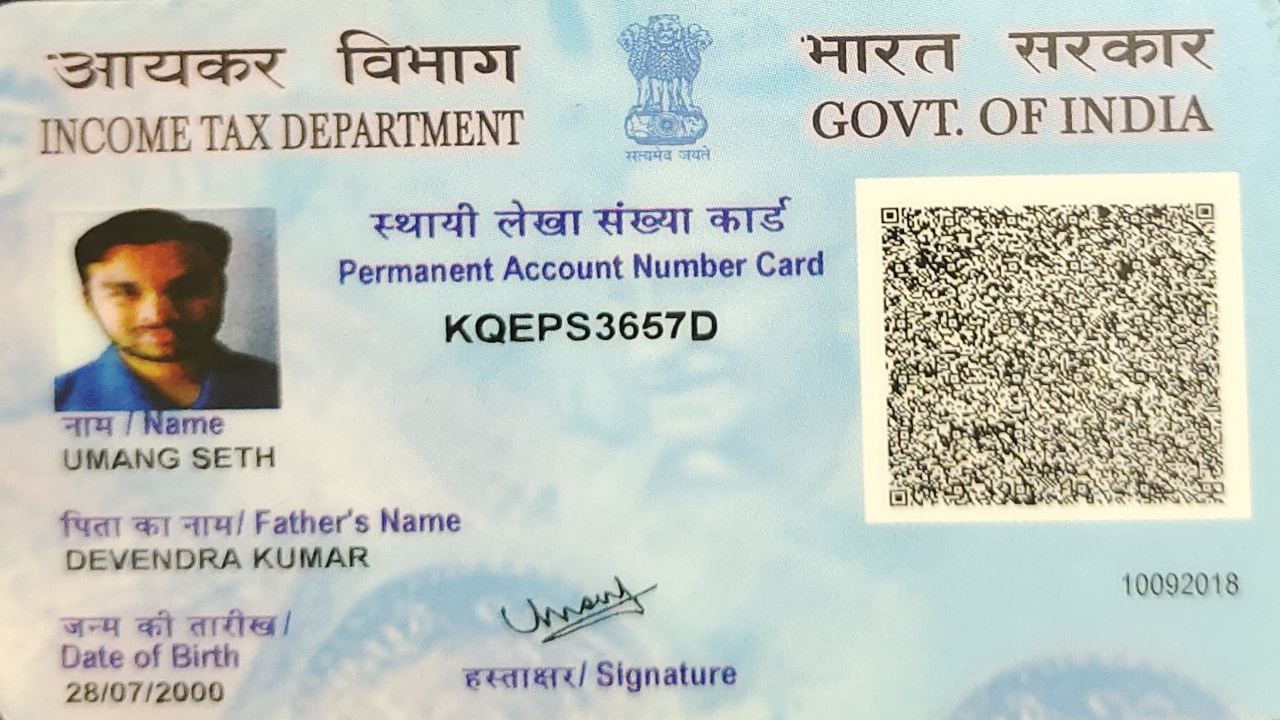 आयकर विभाग
INCOME TAX DEPARTMENT
सत्यमेव जयते
भारत सरकार
GOVT. OF INDIA
स्थायी लेखा संख्या कार्ड
Permanent Account Number Card
KQEPS3657D
नाम / Name
UMANG SETH
पिता का नाम/ Father's Name
DEVENDRA KUMAR
जन्म की तारीख/
Date of Birth
28/07/2000
Umang
हस्ताक्षर/ Signature
10092018